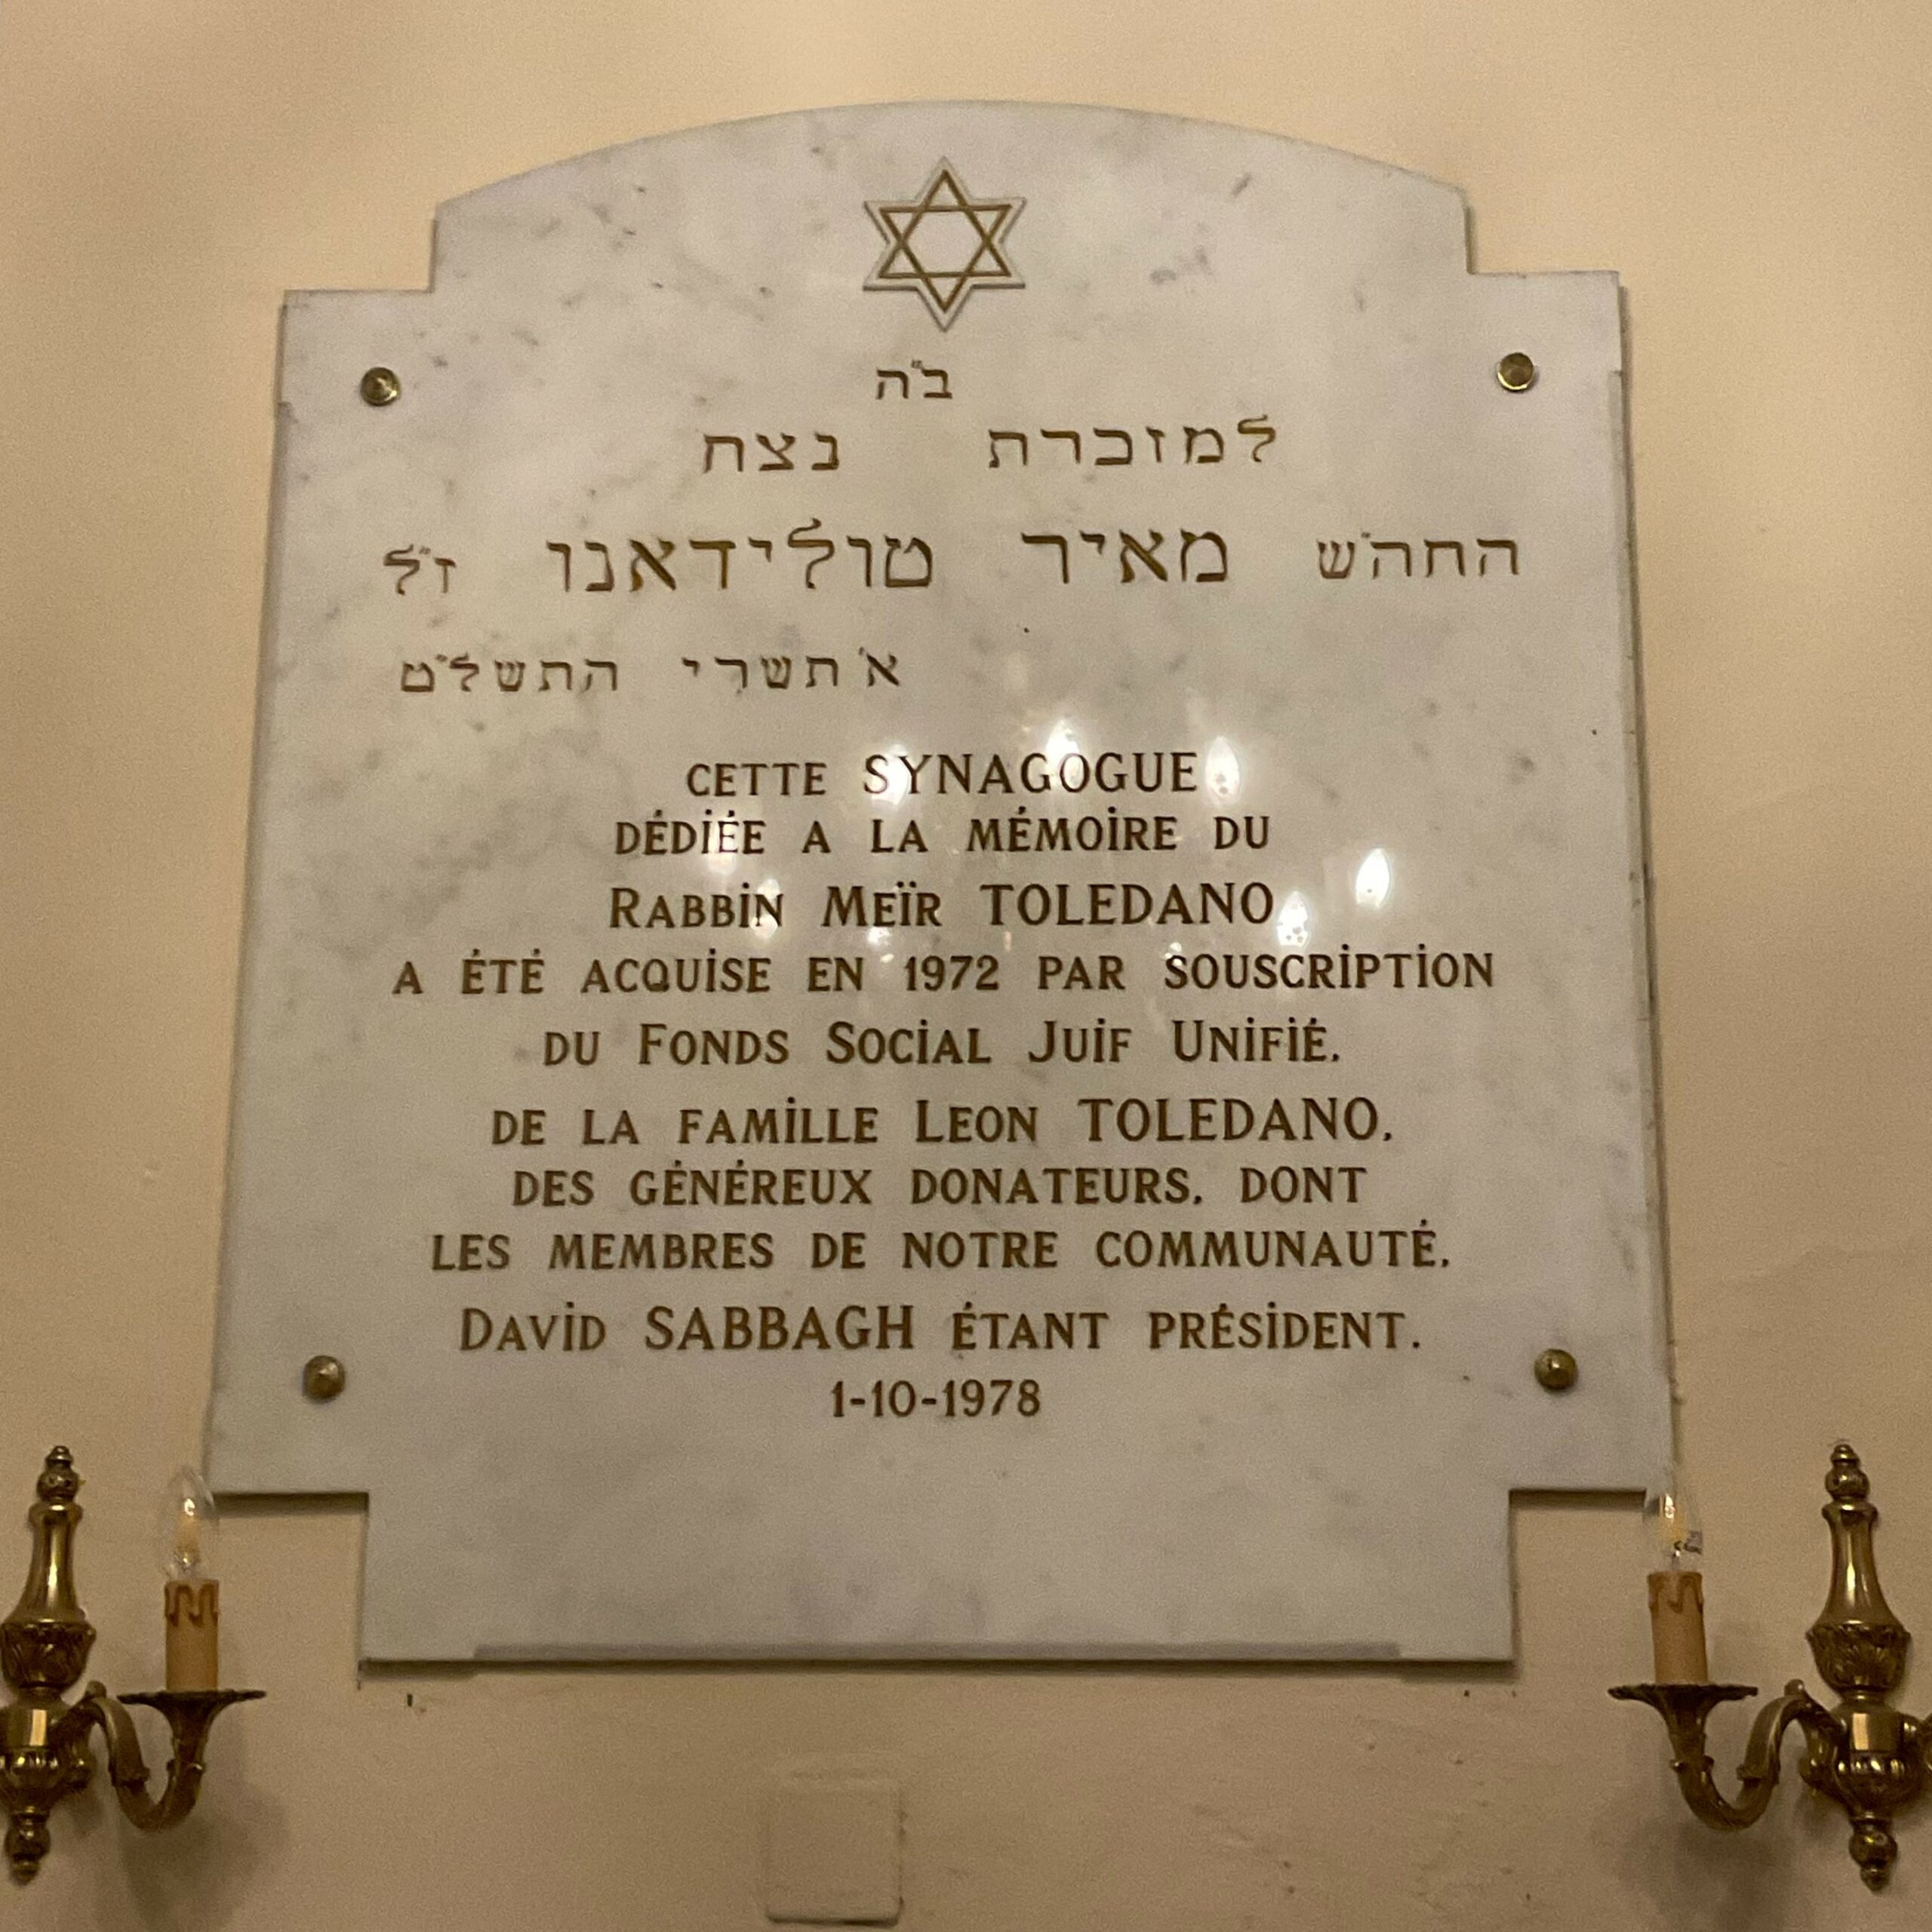 ב״ה
למזכרת נצח
החה״ש מאיר טולידאנו ז״ל
א׳ תשרי התשל״ט
CETTE SYNAGOGUE
DÉDIÉE A LA MÉMOIRE DU
RABBIN MEÏR TOLEDANO
A ÉTÉ ACQUISE EN 1972 PAR SOUSCRIPTION
DU FONDS SOCIAL JUIF UNIFIÉ.
DE LA FAMILLE LEON TOLEDANO.
DES GÉNÉREUX DONATEURS. DONT
LES MEMBRES DE NOTRE COMMUNAUTÉ.
DAVID SABBAGH ÉTANT PRÉSIDENT.
1-10-1978